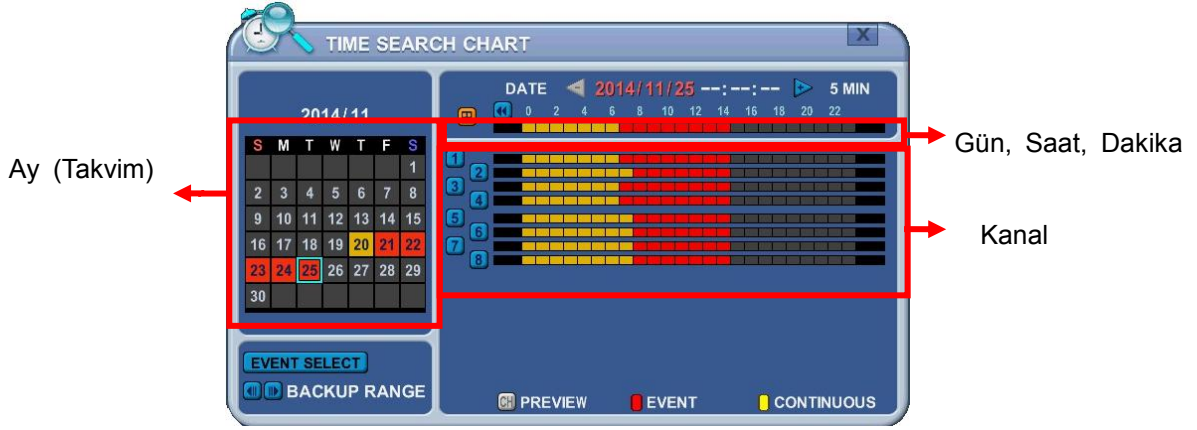 TIME SEARCH CHART X
DATE 2014/11/25 --:--:-- 5 MIN
0 2 4 6 8 10 12 14 16 18 20 22
2014/11
S M T W T F S
1
2 3 4 5 6 7 8
9 10 11 12 13 14 15
16 17 18 19 20 21 22
23 24 25 26 27 28 29
30
1
2
3
4
5
6
7
8
Ay (Takvim)
Gün, Saat, Dakika
Kanal
EVENT SELECT
BACKUP RANGE
CH PREVIEW EVENT CONTINUOUS